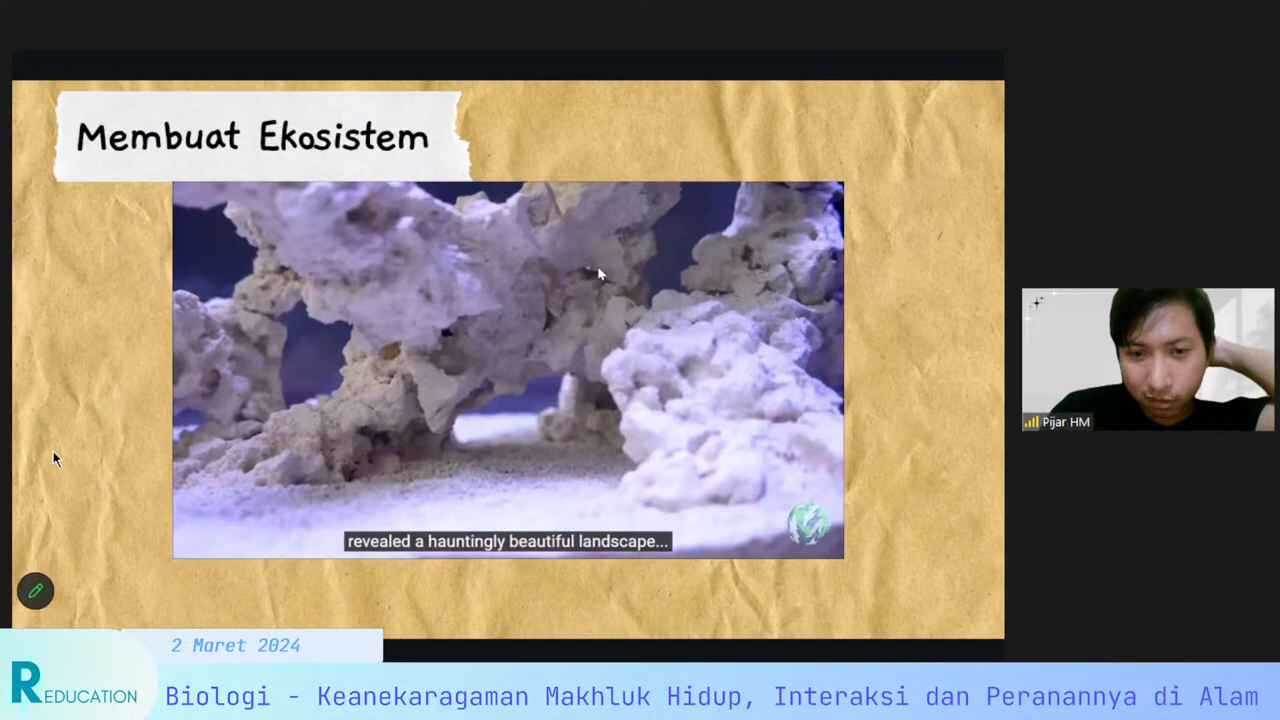 Membuat Ekosistem
revealed a hauntingly beautiful landscape...
Pijar HM
2 Maret 2024
R EDUCATION
Biologi - Keanekaragaman Makhluk Hidup, Interaksi dan Peranannya di Alam